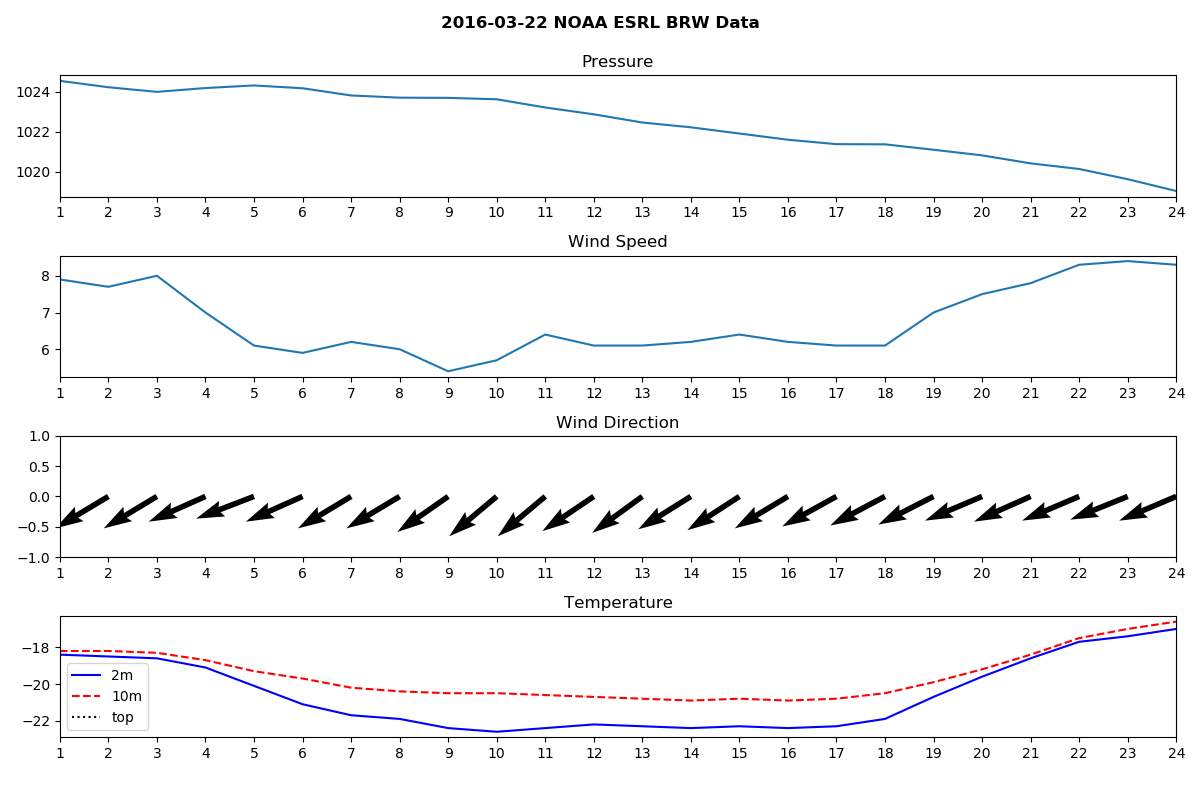 2016-03-22 NOAA ESRL BRW Data
Pressure
1024
1022
1020
1 2 3 4 5 6 7 8 9 10 11 12 13 14 15 16 17 18 19 20 21 22 23 24
Wind Speed
8
7
6
1 2 3 4 5 6 7 8 9 10 11 12 13 14 15 16 17 18 19 20 21 22 23 24
Wind Direction
1.0
0.5
0.0
−0.5
−1.0
1 2 3 4 5 6 7 8 9 10 11 12 13 14 15 16 17 18 19 20 21 22 23 24
Temperature
−18
−20
−22
2m
10m
top
1 2 3 4 5 6 7 8 9 10 11 12 13 14 15 16 17 18 19 20 21 22 23 24